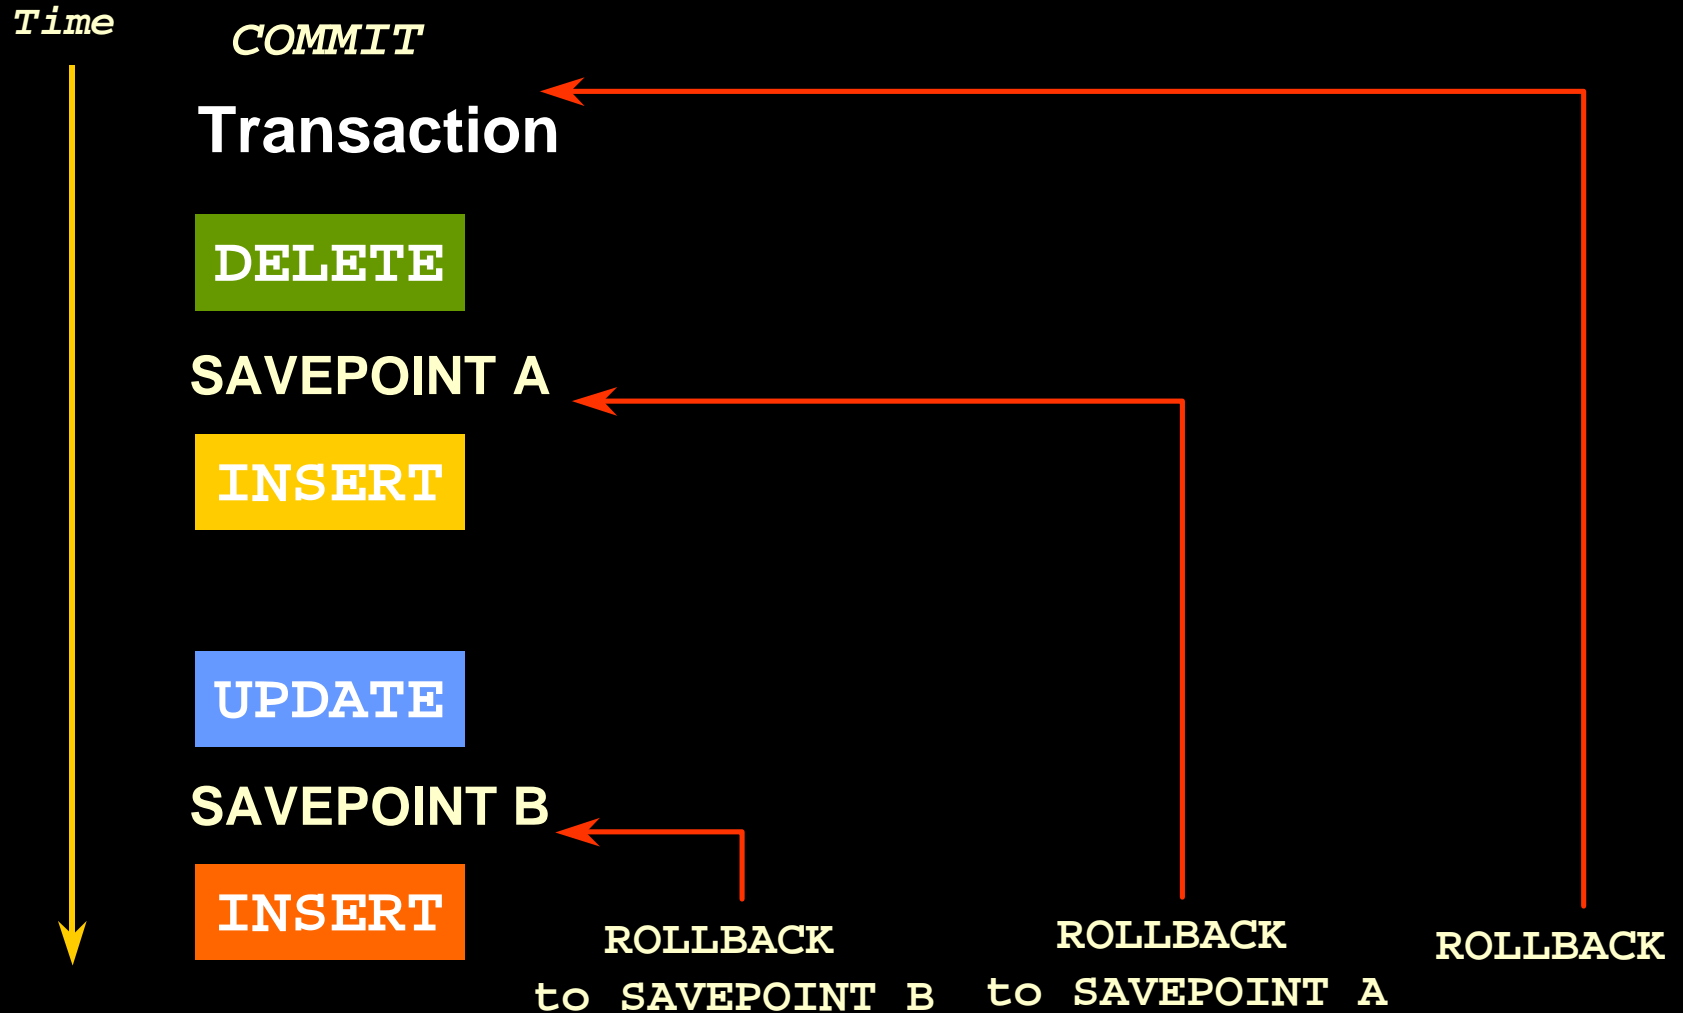 Time
COMMIT
Transaction
DELETE
SAVEPOINT A
INSERT
UPDATE
SAVEPOINT B
INSERT
ROLLBACK
to SAVEPOINT B
ROLLBACK
to SAVEPOINT A
ROLLBACK